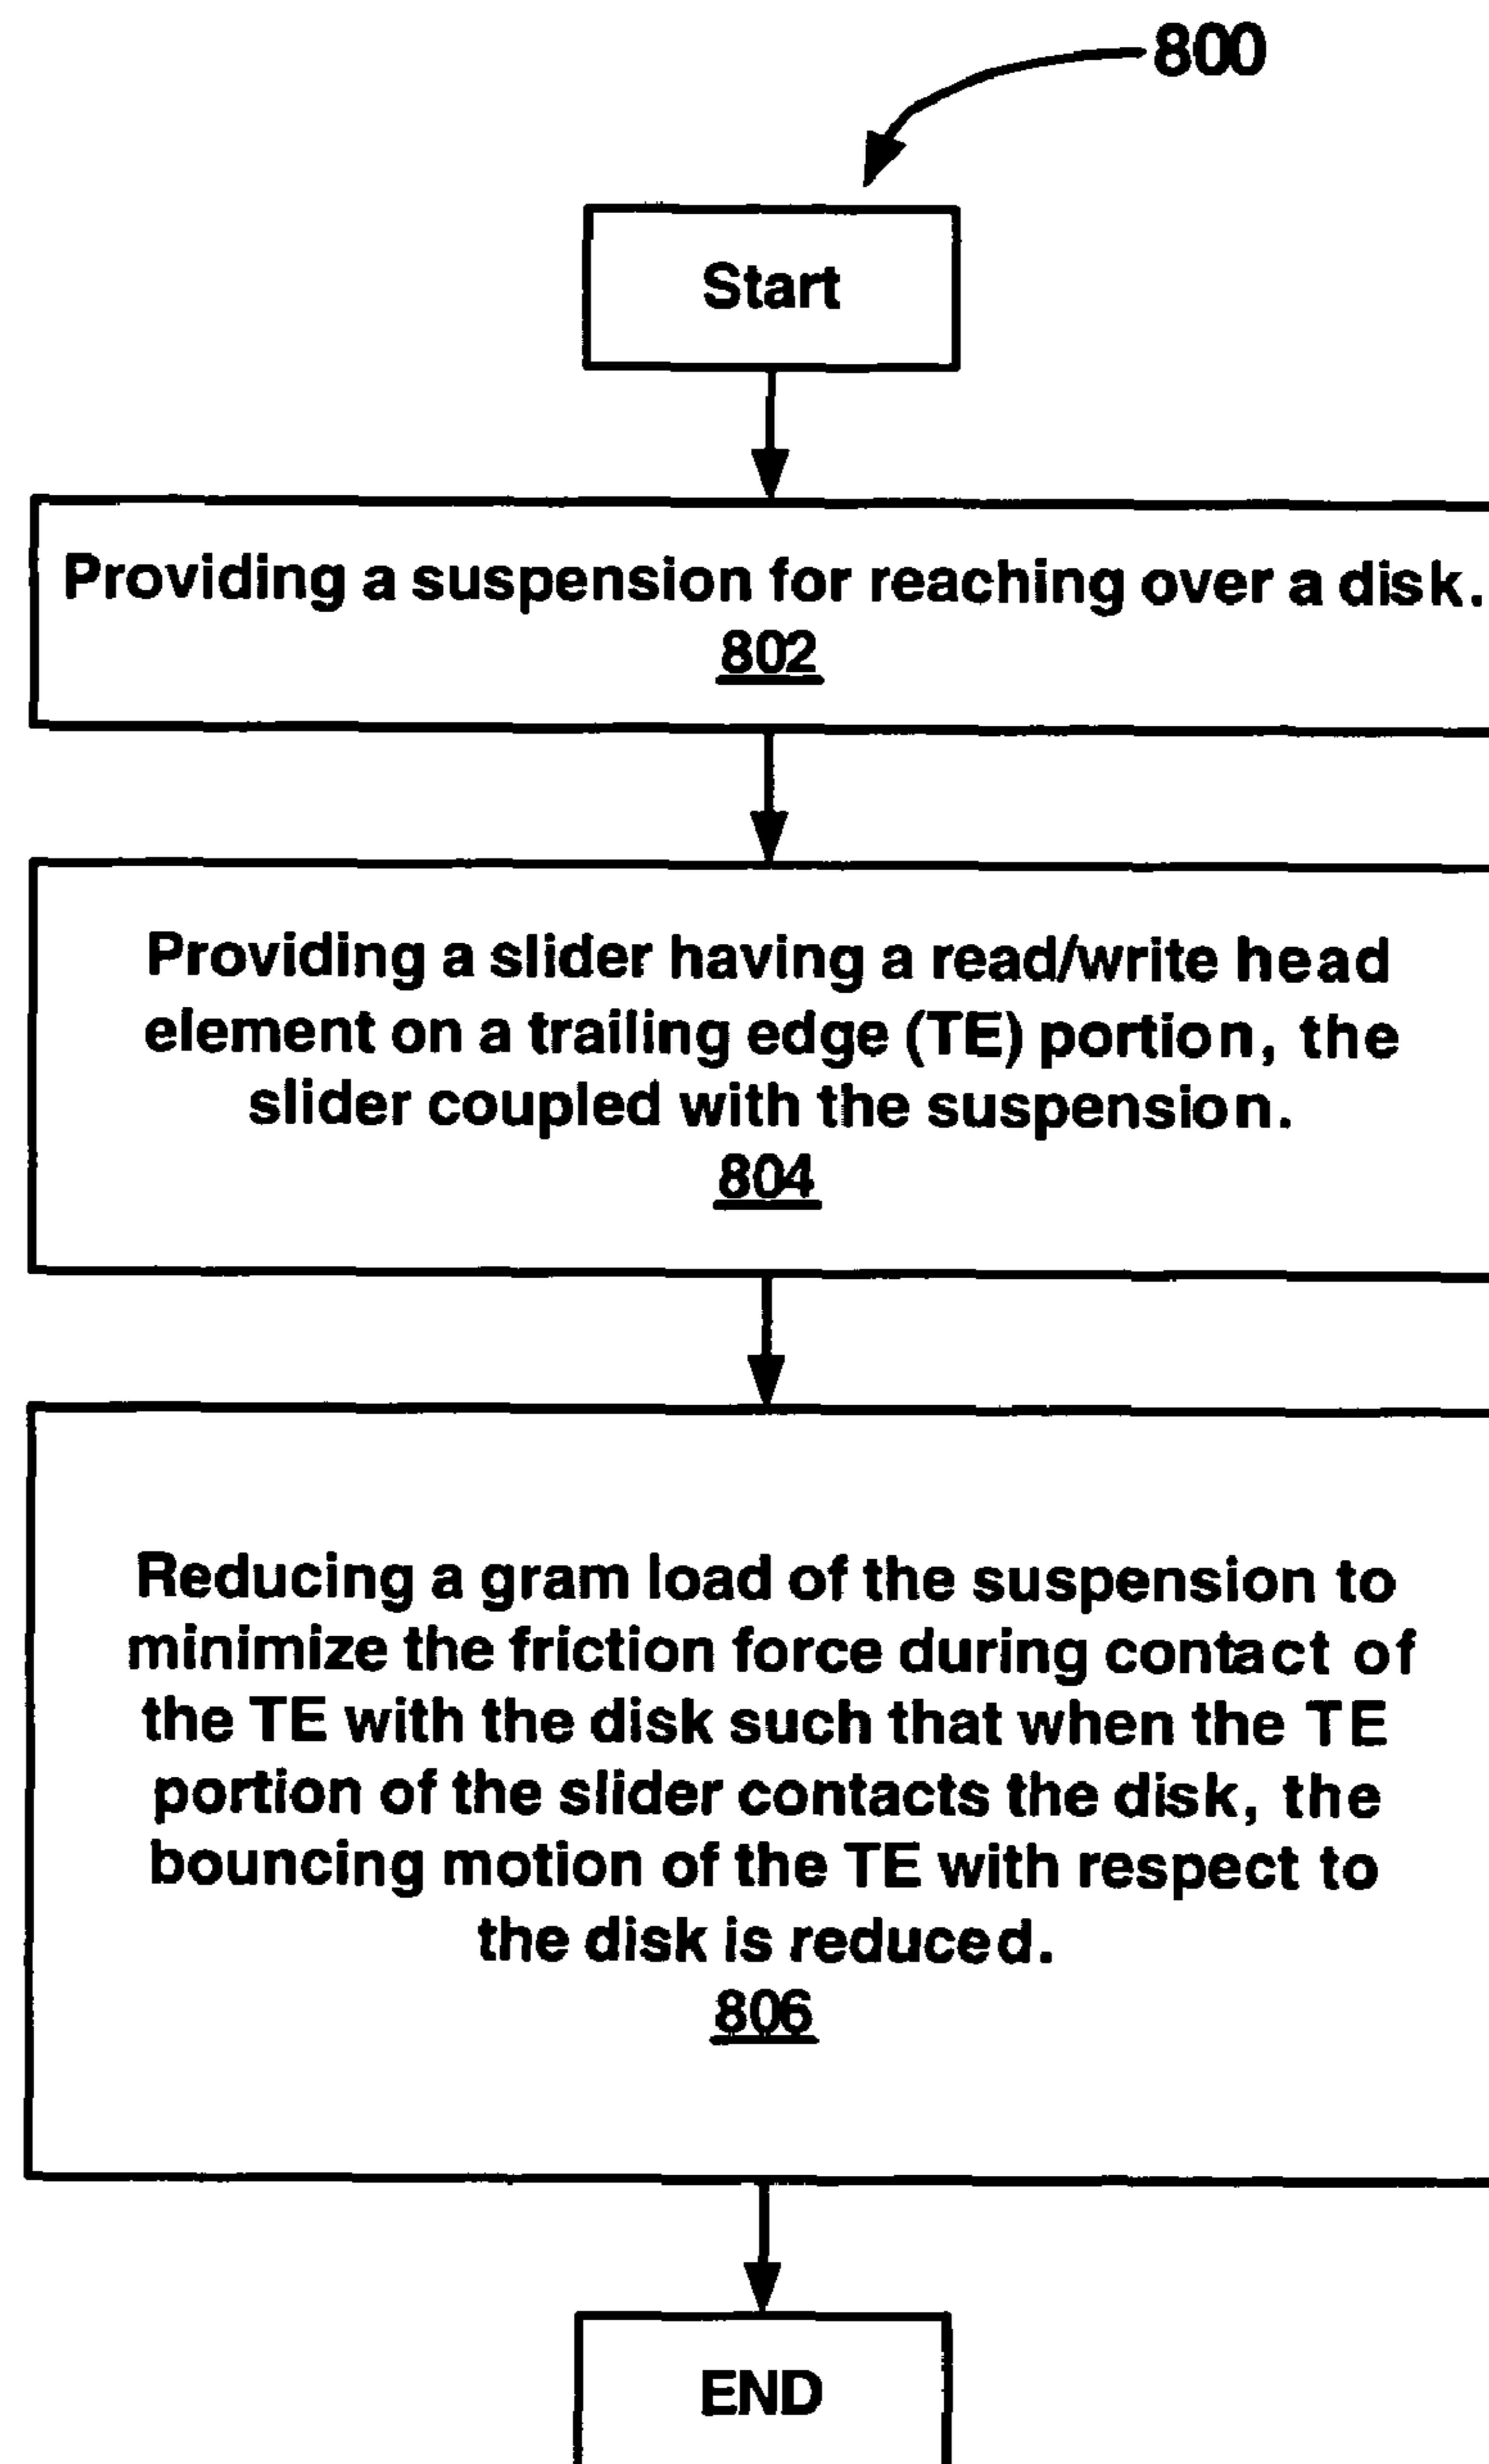 800
Start
Providing a suspension for reaching over a disk.
802
Providing a slider having a read/write head
element on a trailing edge (TE) portion, the
slider coupled with the suspension.
804
Reducing a gram load of the suspension to
minimize the friction force during contact of
the TE with the disk such that when the TE
portion of the slider contacts the disk, the
bouncing motion of the TE with respect to
the disk is reduced.
806
END